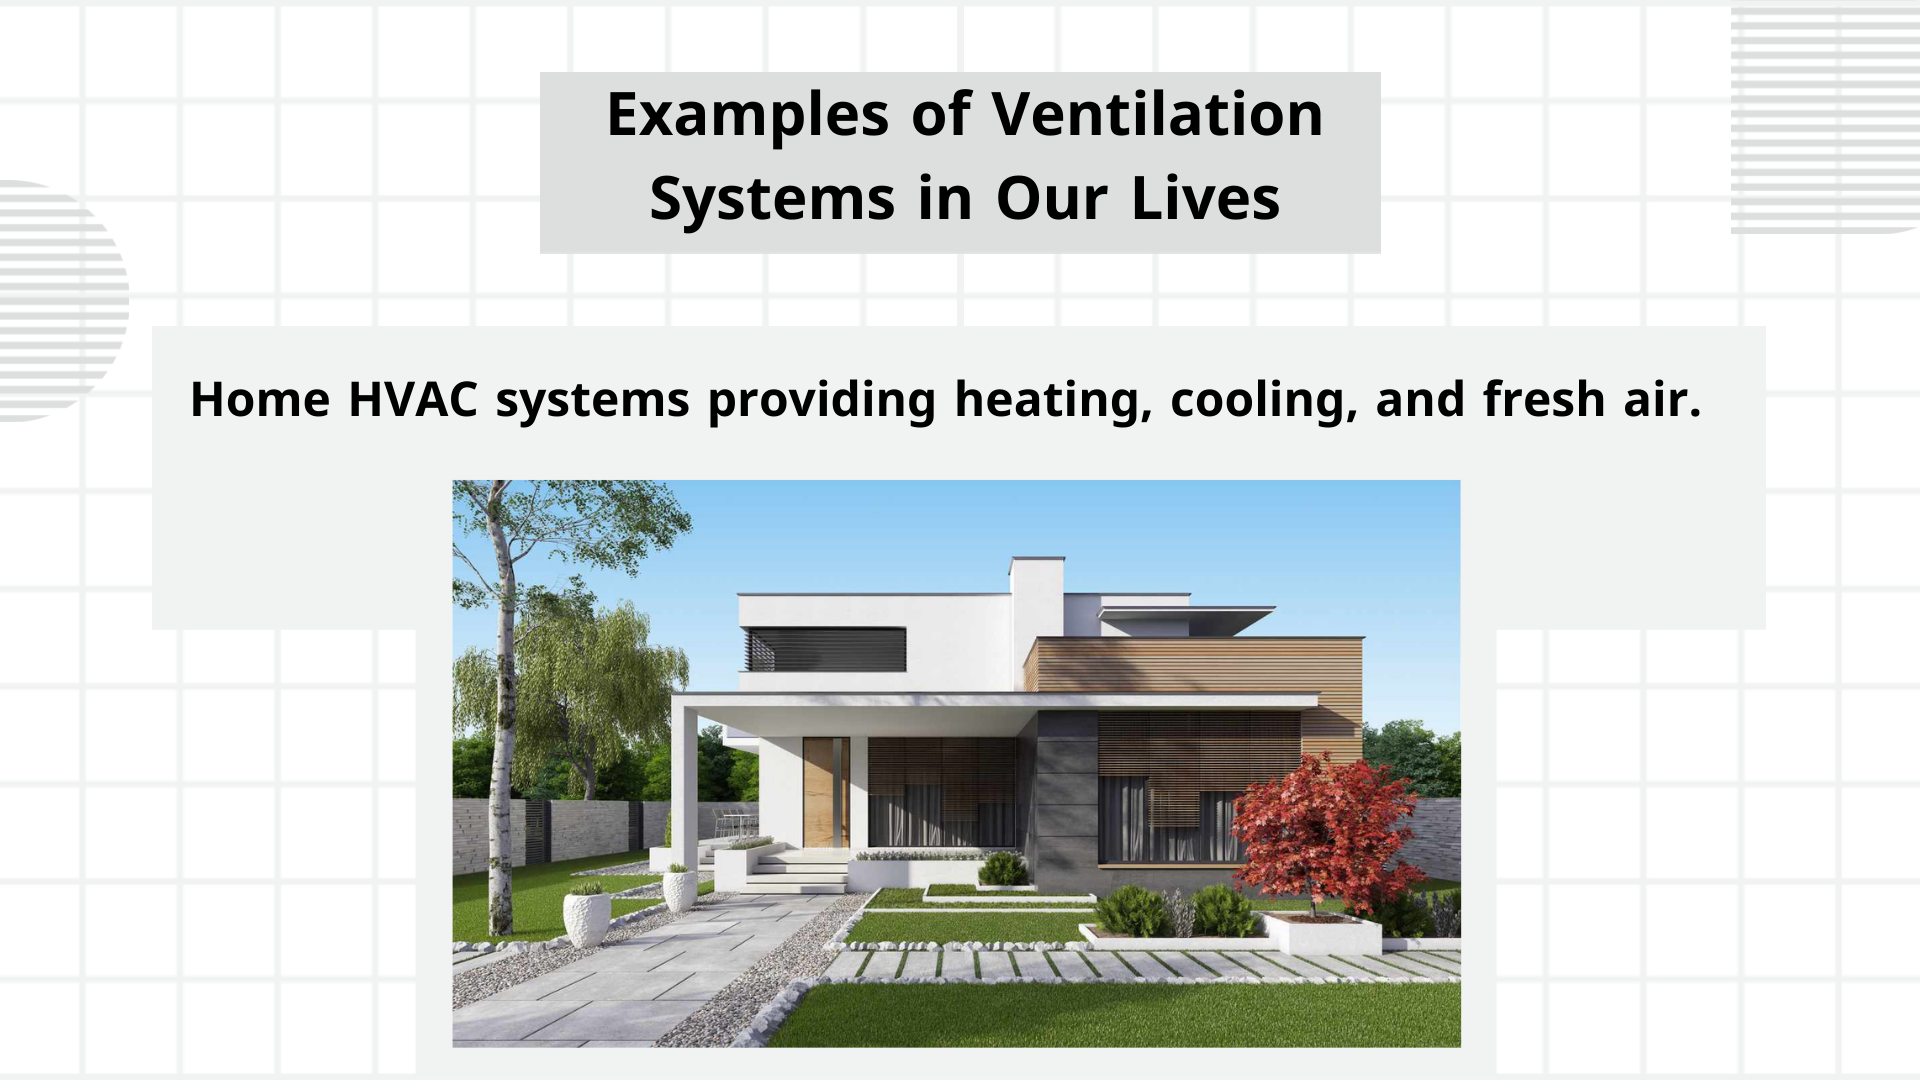 Examples of Ventilation
Systems in Our Lives
Home HVAC systems providing heating, cooling, and fresh air.